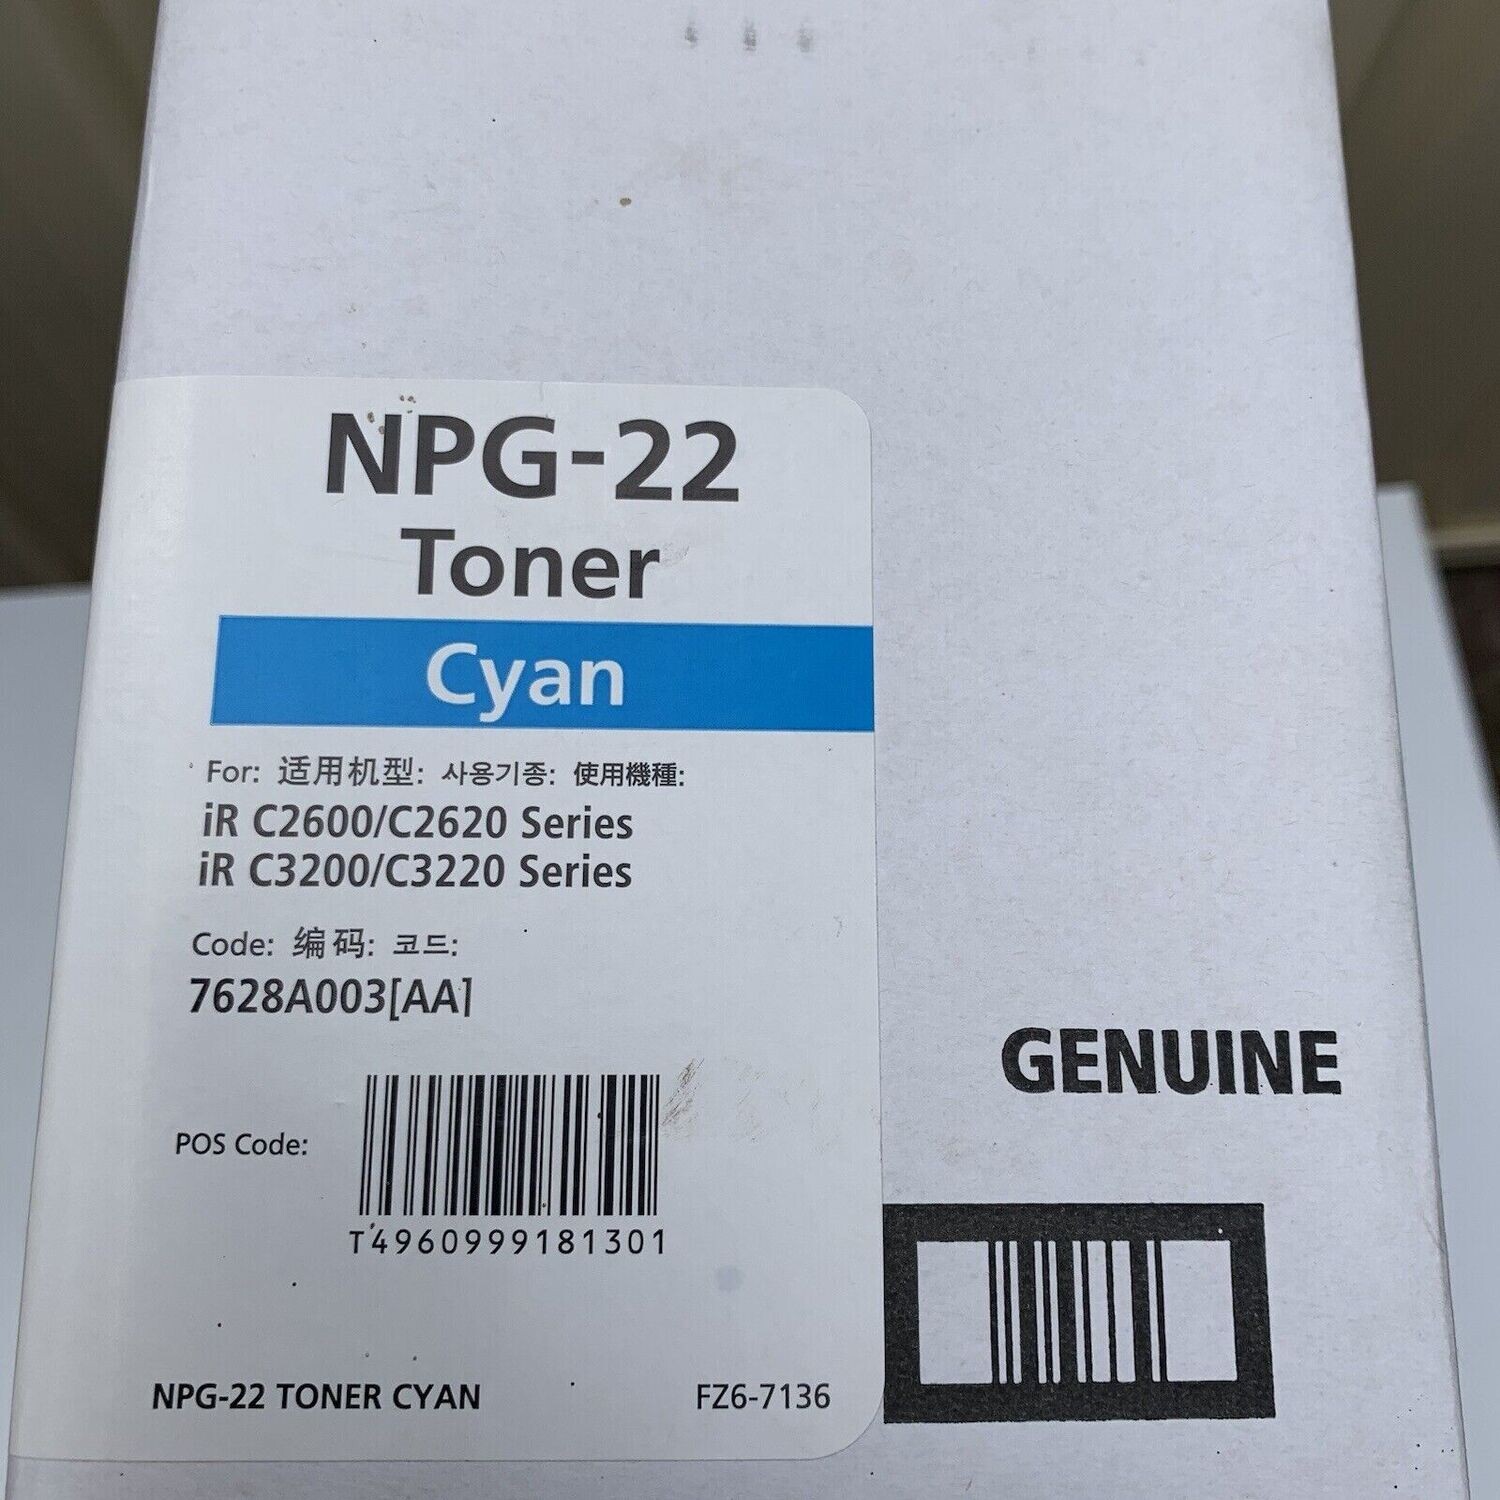 NPG-22
Toner
Cyan
For: 适用机型: 사용기종: 使用機種:
iR C2600/C2620 Series
iR C3200/C3220 Series
Code: 编码: 코드:
7628A003[AA]
GENUINE
POS Code:
T4960999181301
NPG-22 TONER CYAN FZ6-7136